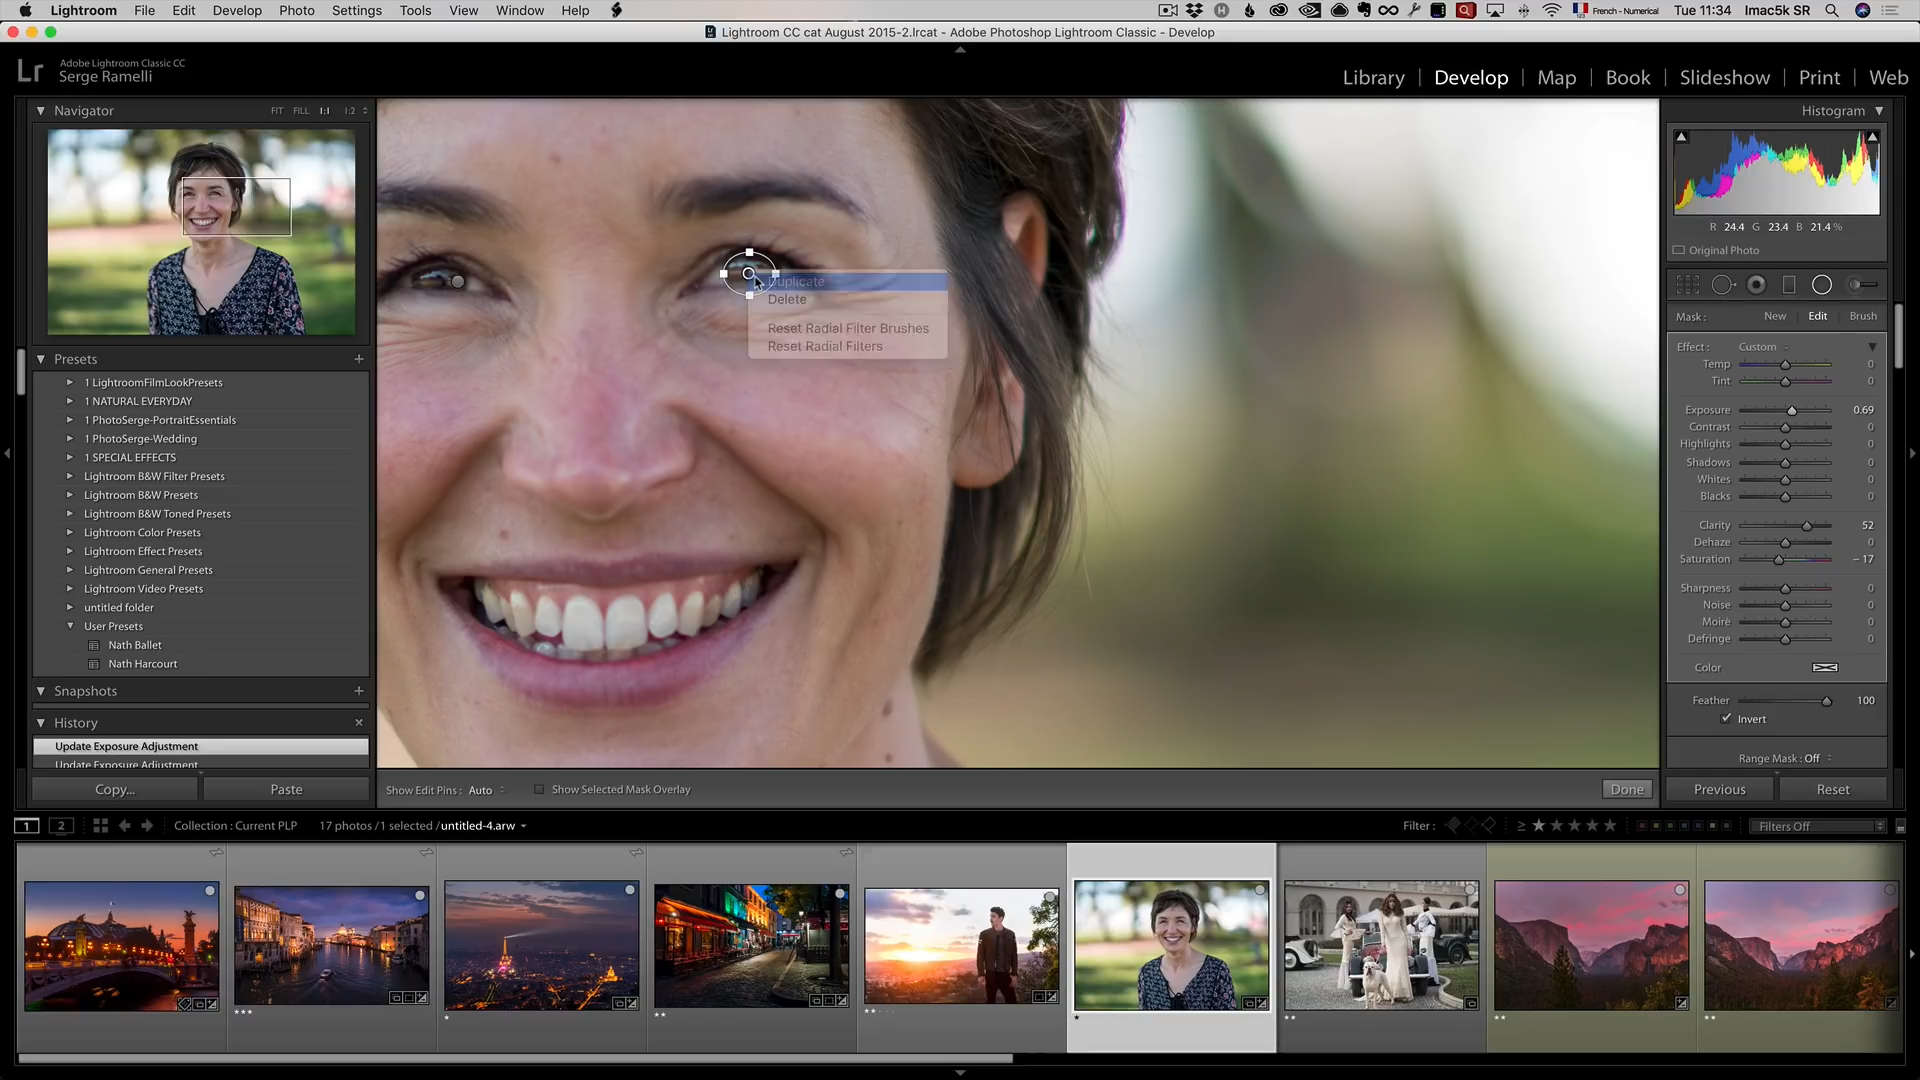 Lightroom File Edit Develop Photo Settings Tools View Window Help
French - Numerical Tue 11:34 Imac5k SR
Lightroom CC cat August 2015-2.lrcat - Adobe Photoshop Lightroom Classic - Develop
Lr Adobe Lightroom Classic CC
Serge Ramelli
Library | Develop | Map | Book | Slideshow | Print | Web
Navigator FIT FILL 1:1 1:2
Histogram
R 24.4 G 23.4 B 21.4 %
Original Photo
Mask : New Edit Brush
Effect : Custom
Temp 0
Tint 0
Exposure 0.69
Contrast 0
Highlights 0
Shadows 0
Whites 0
Blacks 0
Clarity 52
Dehaze 0
Saturation – 17
Sharpness 0
Noise 0
Moiré 0
Defringe 0
Color
Feather 100
Invert
Range Mask : Off
Previous Reset
Duplicate
Delete
Reset Radial Filter Brushes
Reset Radial Filters
Presets +
1 LightroomFilmLookPresets
1 NATURAL EVERYDAY
1 PhotoSerge-PortraitEssentials
1 PhotoSerge-Wedding
1 SPECIAL EFFECTS
Lightroom B&W Filter Presets
Lightroom B&W Presets
Lightroom B&W Toned Presets
Lightroom Color Presets
Lightroom Effect Presets
Lightroom General Presets
Lightroom Video Presets
untitled folder
User Presets
Nath Ballet
Nath Harcourt
Snapshots +
History ×
Update Exposure Adjustment
Update Exposure Adjustment
Copy... Paste
Show Edit Pins : Auto Show Selected Mask Overlay Done
1 2 Collection : Current PLP 17 photos /1 selected /untitled-4.arw
Filter : ≥ ★★★★★ Filters Off